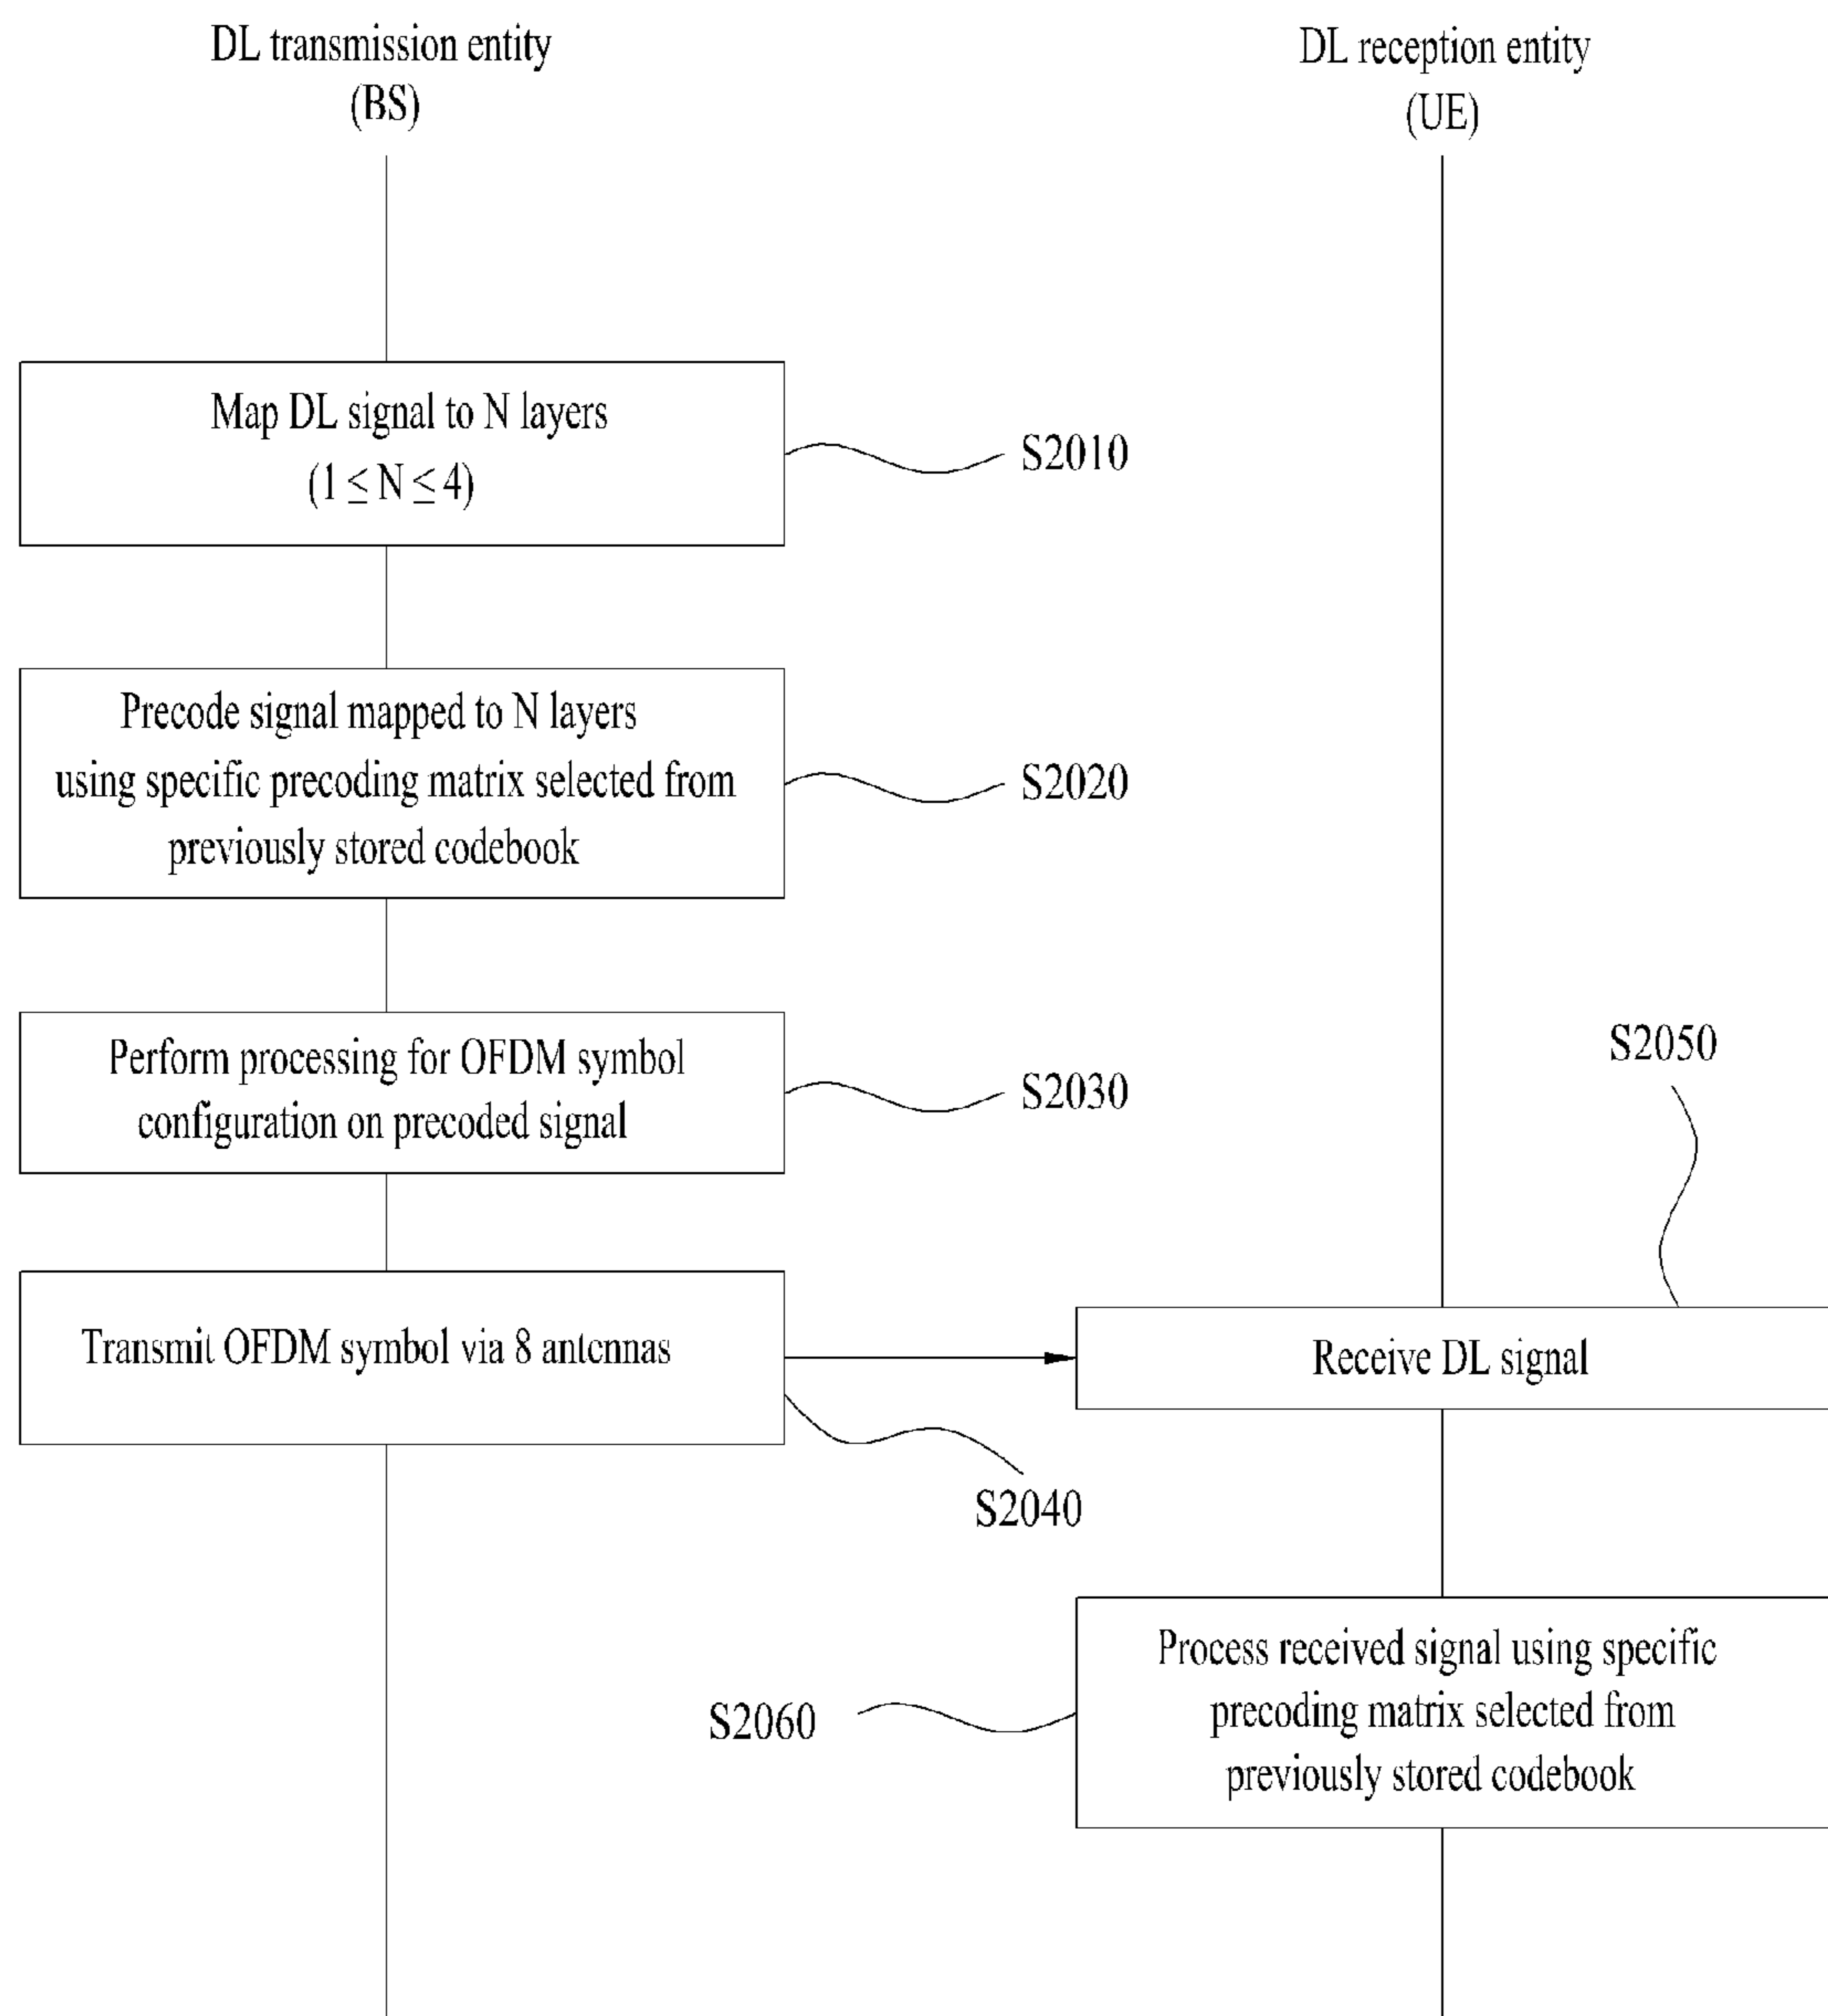 DL transmission entity
(BS)
DL reception entity
(UE)
Map DL signal to N layers
(1 ≤ N ≤ 4)
S2010
Precode signal mapped to N layers
using specific precoding matrix selected from
previously stored codebook
S2020
Perform processing for OFDM symbol
configuration on precoded signal
S2030
S2050
Transmit OFDM symbol via 8 antennas
Receive DL signal
S2040
Process received signal using specific
precoding matrix selected from
previously stored codebook
S2060